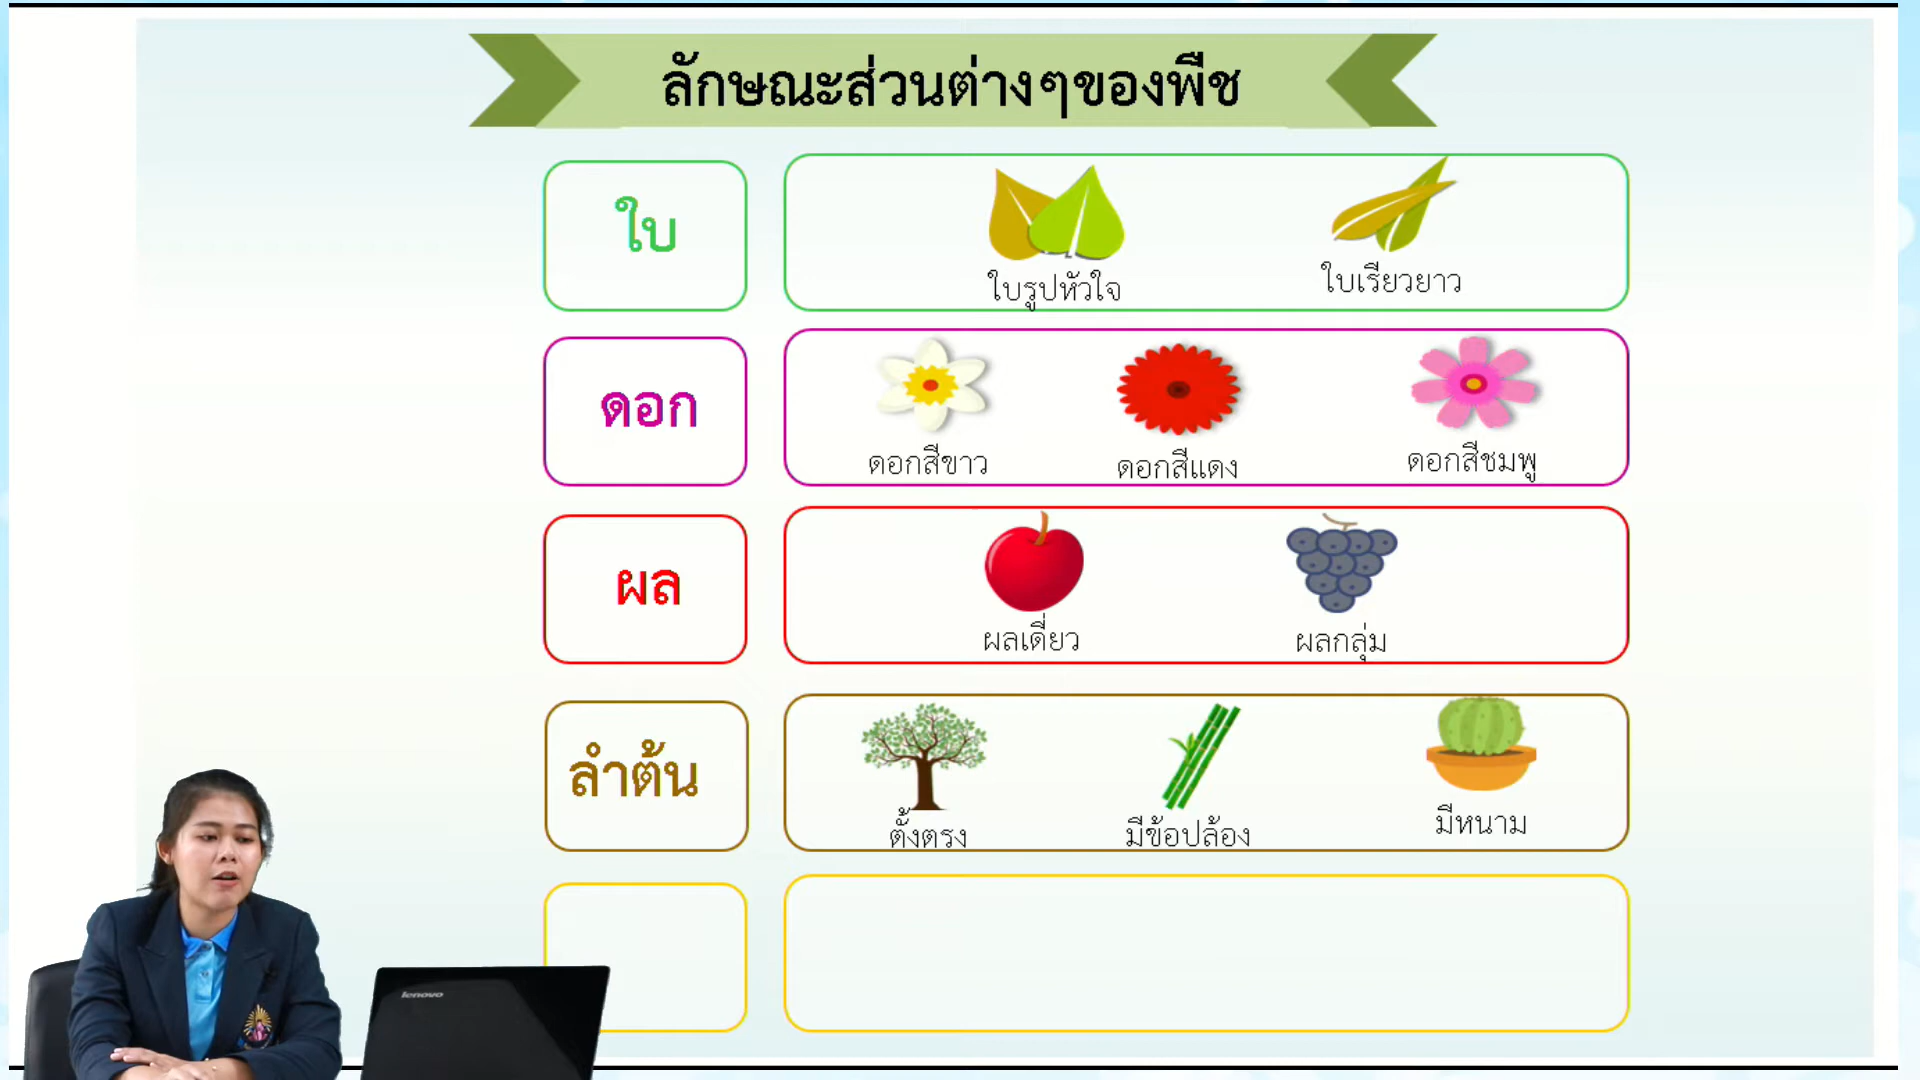 ลักษณะส่วนต่างๆของพืช
ใบ
ใบรูปหัวใจ
ใบเรียวยาว
ดอก
ดอกสีขาว
ดอกสีแดง
ดอกสีชมพู
ผล
ผลเดี่ยว
ผลกลุ่ม
ลำต้น
ตั้งตรง
มีข้อปล้อง
มีหนาม
lenovo